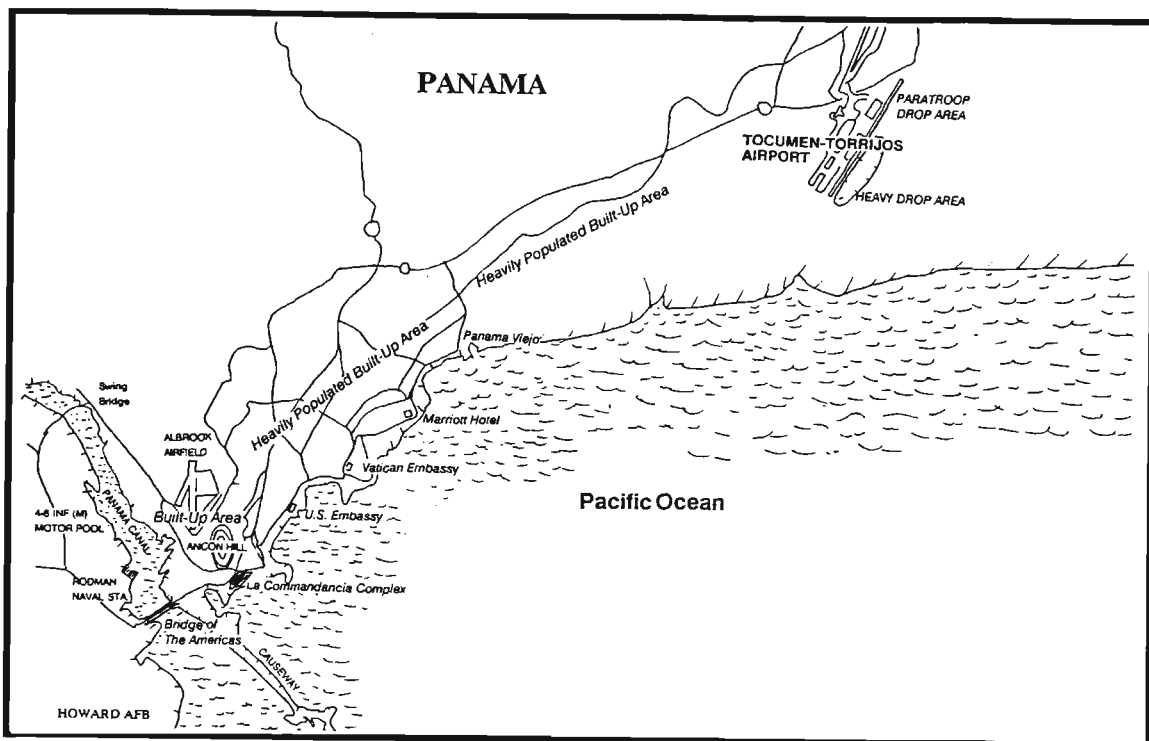 PANAMA
PARATROOP
DROP AREA
TOCUMEN-TORRIJOS
AIRPORT
HEAVY DROP AREA
Heavily Populated Built-Up Area
Heavily Populated Built-Up Area
Panama Viejo
Swing
Bridge
Marriott Hotel
ALBROOK
AIRFIELD
Vatican Embassy
Pacific Ocean
4-6 INF (M)
MOTOR POOL
PANAMA CANAL
Built-Up Area
U.S. Embassy
ANCON HILL
RODMAN
NAVAL STA.
La Commandancia Complex
Bridge of
The Americas
CAUSEWAY
HOWARD AFB